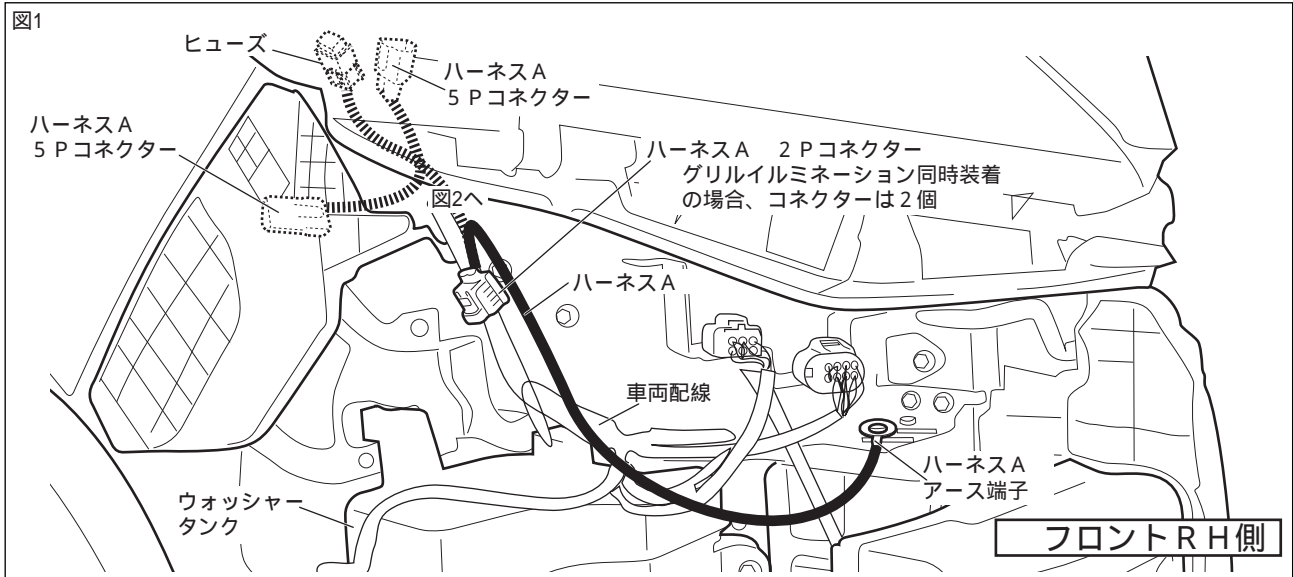 図1
ヒューズ
ハーネスA
5Pコネクター
ハーネスA
5Pコネクター
ハーネスA 2Pコネクター
グリルイルミネーション同時装着
の場合、コネクターは2個
図2へ
ハーネスA
車両配線
ウォッシャー
タンク
ハーネスA
アース端子
フロントRH側